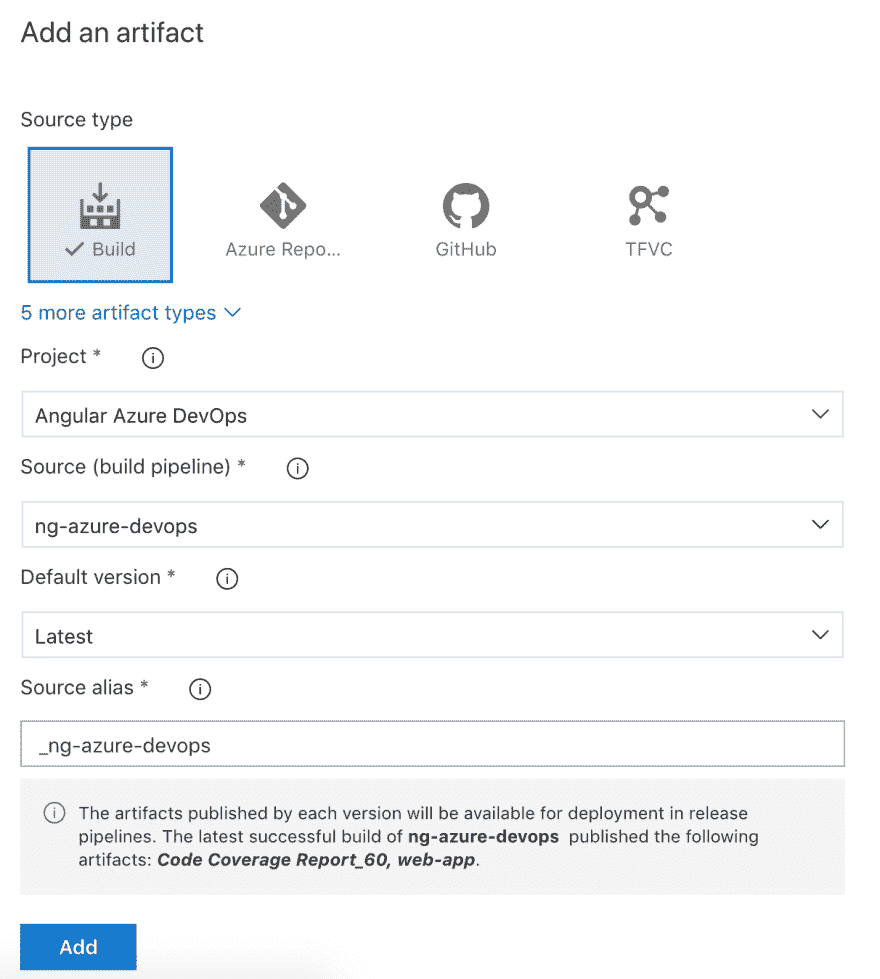 Add an artifact
Source type
Build
Azure Repo...
GitHub
TFVC
5 more artifact types
Project *
Angular Azure DevOps
Source (build pipeline) *
ng-azure-devops
Default version *
Latest
Source alias *
_ng-azure-devops
The artifacts published by each version will be available for deployment in release
pipelines. The latest successful build of ng-azure-devops published the following
artifacts: Code Coverage Report_60, web-app.
Add